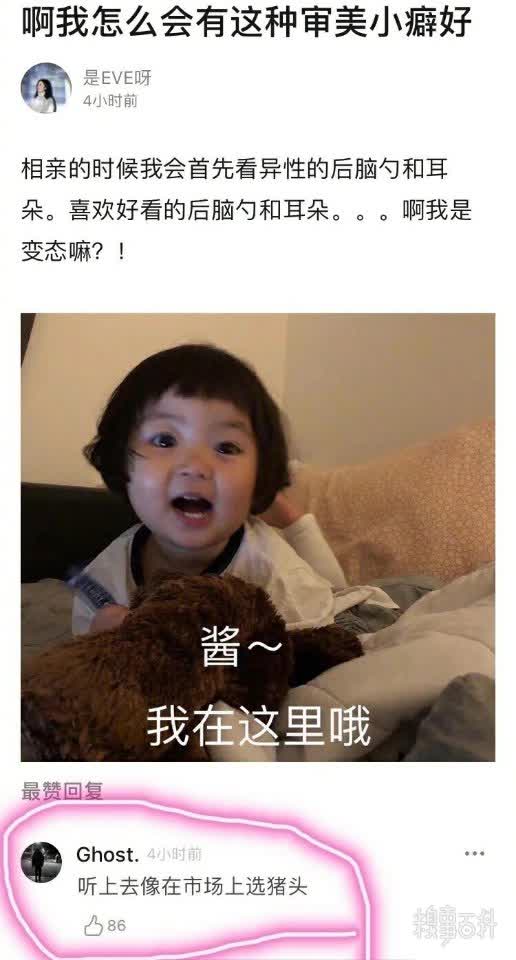 啊我怎么会有这种审美小癖好
是EVE呀
4小时前
相亲的时候我会首先看异性的后脑勺和耳
朵。喜欢好看的后脑勺和耳朵。。。啊我是
变态嘛？！
酱～
我在这里哦
最赞回复
Ghost. 4小时前
听上去像在市场上选猪头
86
糗事百科